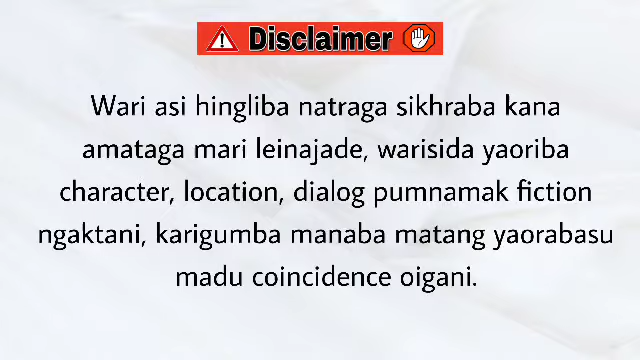 Disclaimer
Wari asi hingliba natraga sikhraba kana
amataga mari leinajade, warisida yaoriba
character, location, dialog pumnamak fiction
ngaktani, karigumba manaba matang yaorabasu
madu coincidence oigani.